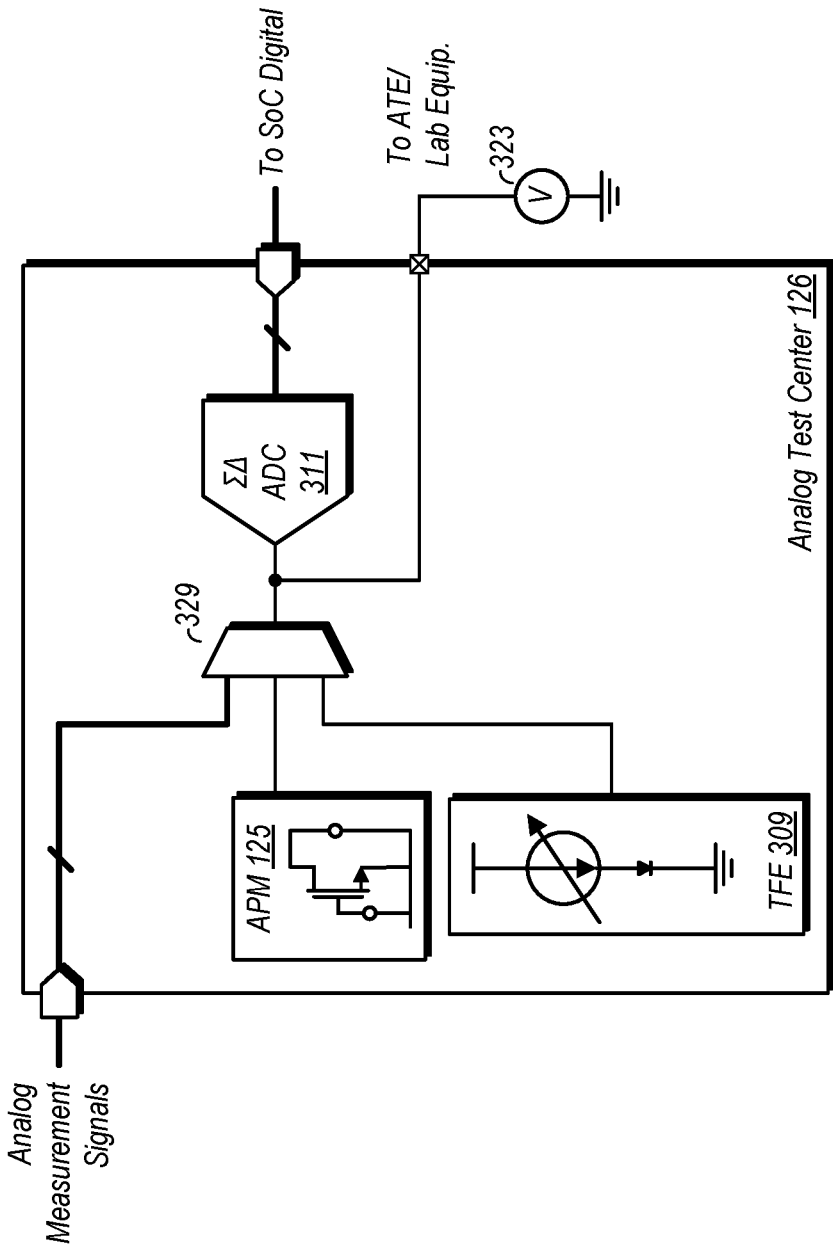 Analog
Measurement
Signals
APM 125
TFE 309
329
ΣΔ
ADC
311
To SoC Digital
To ATE/
Lab Equip.
323
V
Analog Test Center 126